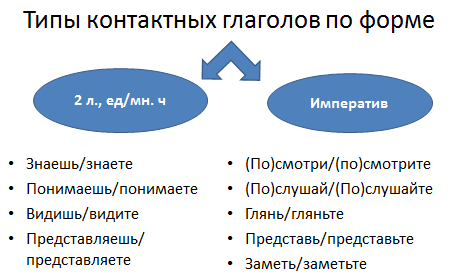 Типы контактных глаголов по форме
2 л., ед/мн. ч
Императив
• Знаешь/знаете
• Понимаешь/понимаете
• Видишь/видите
• Представляешь/
представляете
• (По)смотри/(по)смотрите
• (По)слушай/(По)слушайте
• Глянь/гляньте
• Представь/представьте
• Заметь/заметьте